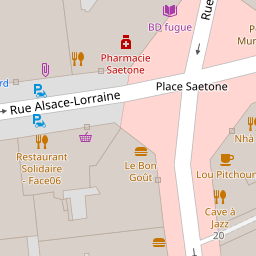 BD fugue
Rue
Pharmacie
Saetone
Place Saetone
Rue Alsace-Lorraine
Restaurant
Solidaire
- Face06
Le Bon
Goût
Nhà
Lou Pitchoun
Cave à
Jazz
20